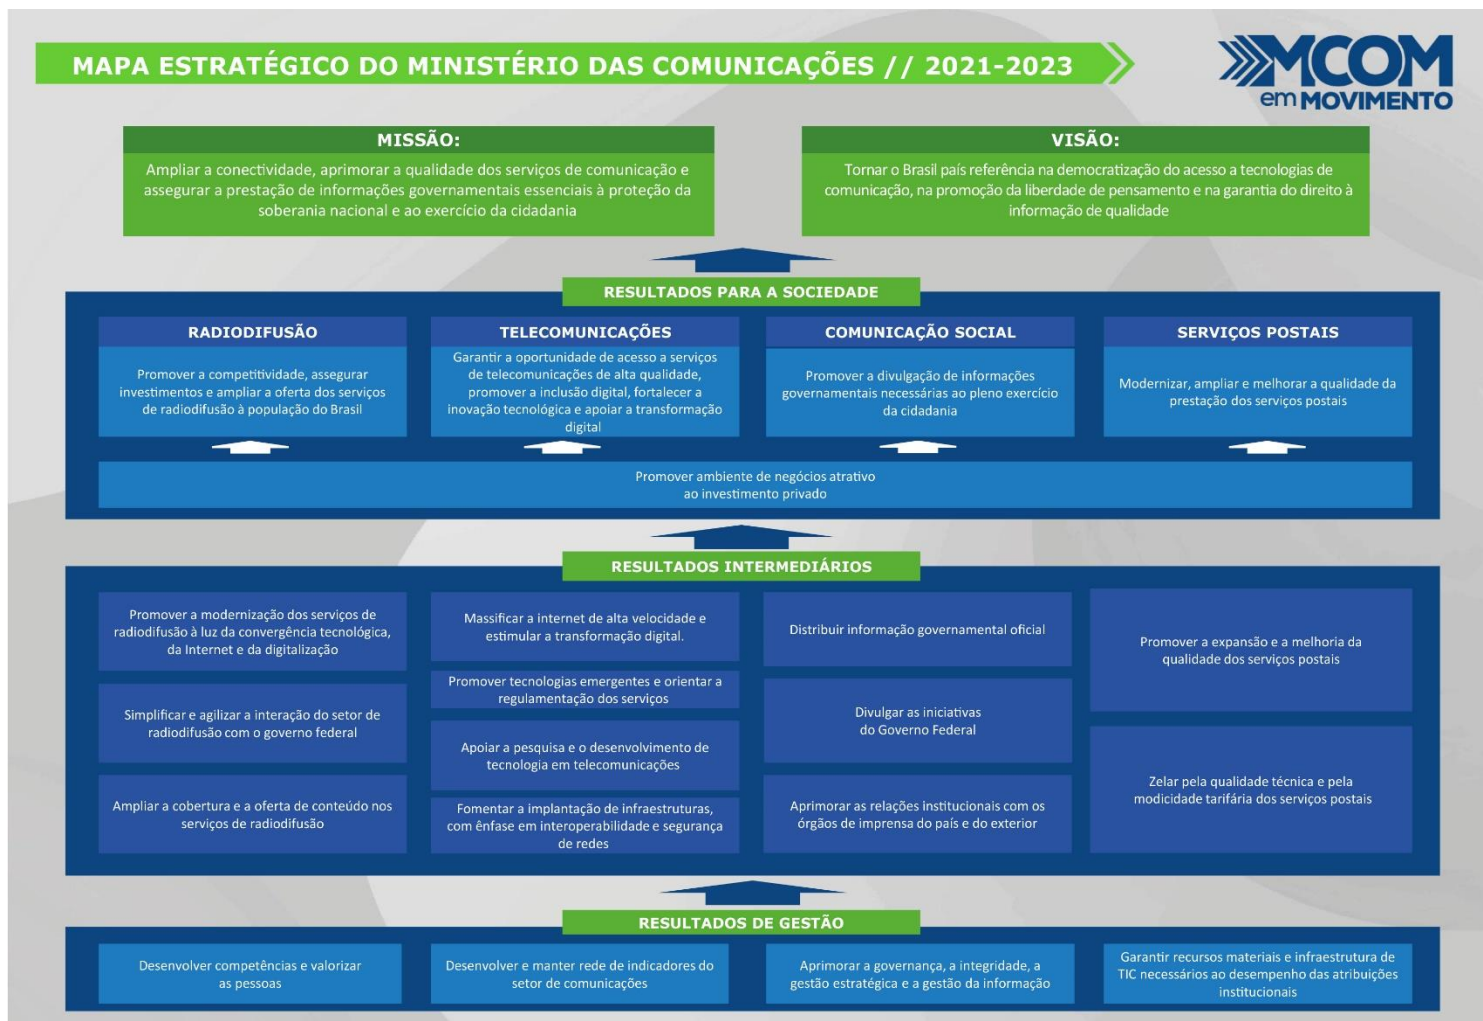 MAPA ESTRATÉGICO DO MINISTÉRIO DAS COMUNICAÇÕES // 2021-2023
MCOM
em MOVIMENTO
MISSÃO:
Ampliar a conectividade, aprimorar a qualidade dos serviços de comunicação e
assegurar a prestação de informações governamentais essenciais à proteção da
soberania nacional e ao exercício da cidadania
VISÃO:
Tornar o Brasil país referência na democratização do acesso a tecnologias de
comunicação, na promoção da liberdade de pensamento e na garantia do direito à
informação de qualidade
RESULTADOS PARA A SOCIEDADE
RADIODIFUSÃO
Promover a competitividade, assegurar
investimentos e ampliar a oferta dos serviços
de radiodifusão à população do Brasil
TELECOMUNICAÇÕES
Garantir a oportunidade de acesso a serviços
de telecomunicações de alta qualidade,
promover a inclusão digital, fortalecer a
inovação tecnológica e apoiar a transformação
digital
COMUNICAÇÃO SOCIAL
Promover a divulgação de informações
governamentais necessárias ao pleno exercício
da cidadania
SERVIÇOS POSTAIS
Modernizar, ampliar e melhorar a qualidade da
prestação dos serviços postais
Promover ambiente de negócios atrativo
ao investimento privado
RESULTADOS INTERMEDIÁRIOS
Promover a modernização dos serviços de
radiodifusão à luz da convergência tecnológica,
da Internet e da digitalização
Simplificar e agilizar a interação do setor de
radiodifusão com o governo federal
Ampliar a cobertura e a oferta de conteúdo nos
serviços de radiodifusão
Massificar a internet de alta velocidade e
estimular a transformação digital.
Promover tecnologias emergentes e orientar a
regulamentação dos serviços
Apoiar a pesquisa e o desenvolvimento de
tecnologia em telecomunicações
Fomentar a implantação de infraestruturas,
com ênfase em interoperabilidade e segurança
de redes
Distribuir informação governamental oficial
Divulgar as iniciativas
do Governo Federal
Aprimorar as relações institucionais com os
órgãos de imprensa do país e do exterior
Promover a expansão e a melhoria da
qualidade dos serviços postais
Zelar pela qualidade técnica e pela
modicidade tarifária dos serviços postais
RESULTADOS DE GESTÃO
Desenvolver competências e valorizar
as pessoas
Desenvolver e manter rede de indicadores do
setor de comunicações
Aprimorar a governança, a integridade, a
gestão estratégica e a gestão da informação
Garantir recursos materiais e infraestrutura de
TIC necessários ao desempenho das atribuições
institucionais